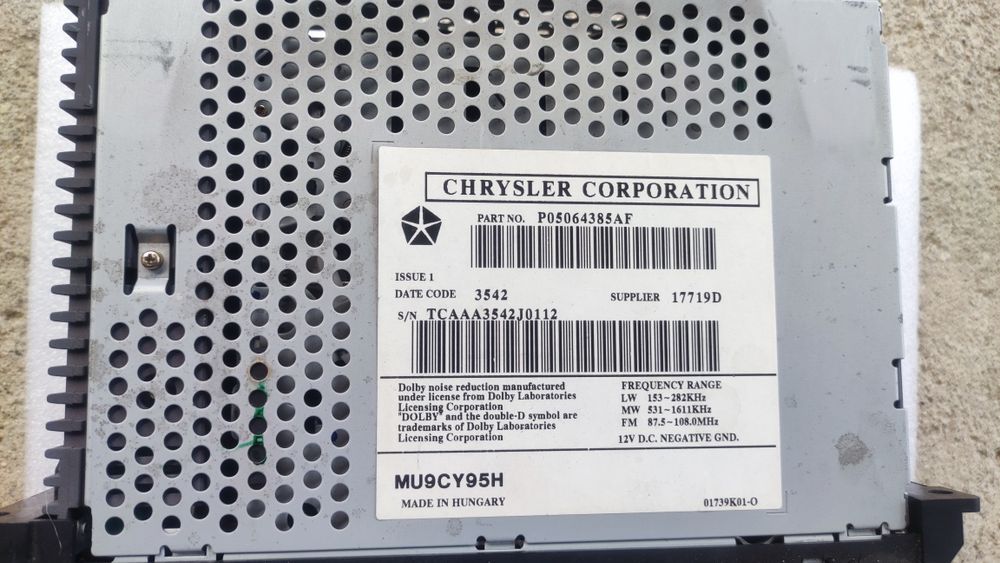 CHRYSLER CORPORATION
PART NO. P05064385AF
ISSUE 1
DATE CODE 3542 SUPPLIER 17719D
S/N TCAAA3542J0112
Dolby noise reduction manufactured
under license from Dolby Laboratories
Licensing Corporation
"DOLBY" and the double-D symbol are
trademarks of Dolby Laboratories
Licensing Corporation
FREQUENCY RANGE
LW 153~282KHz
MW 531~1611KHz
FM 87.5~108.0MHz
12V D.C. NEGATIVE GND.
MU9CY95H
MADE IN HUNGARY
01739K01-O